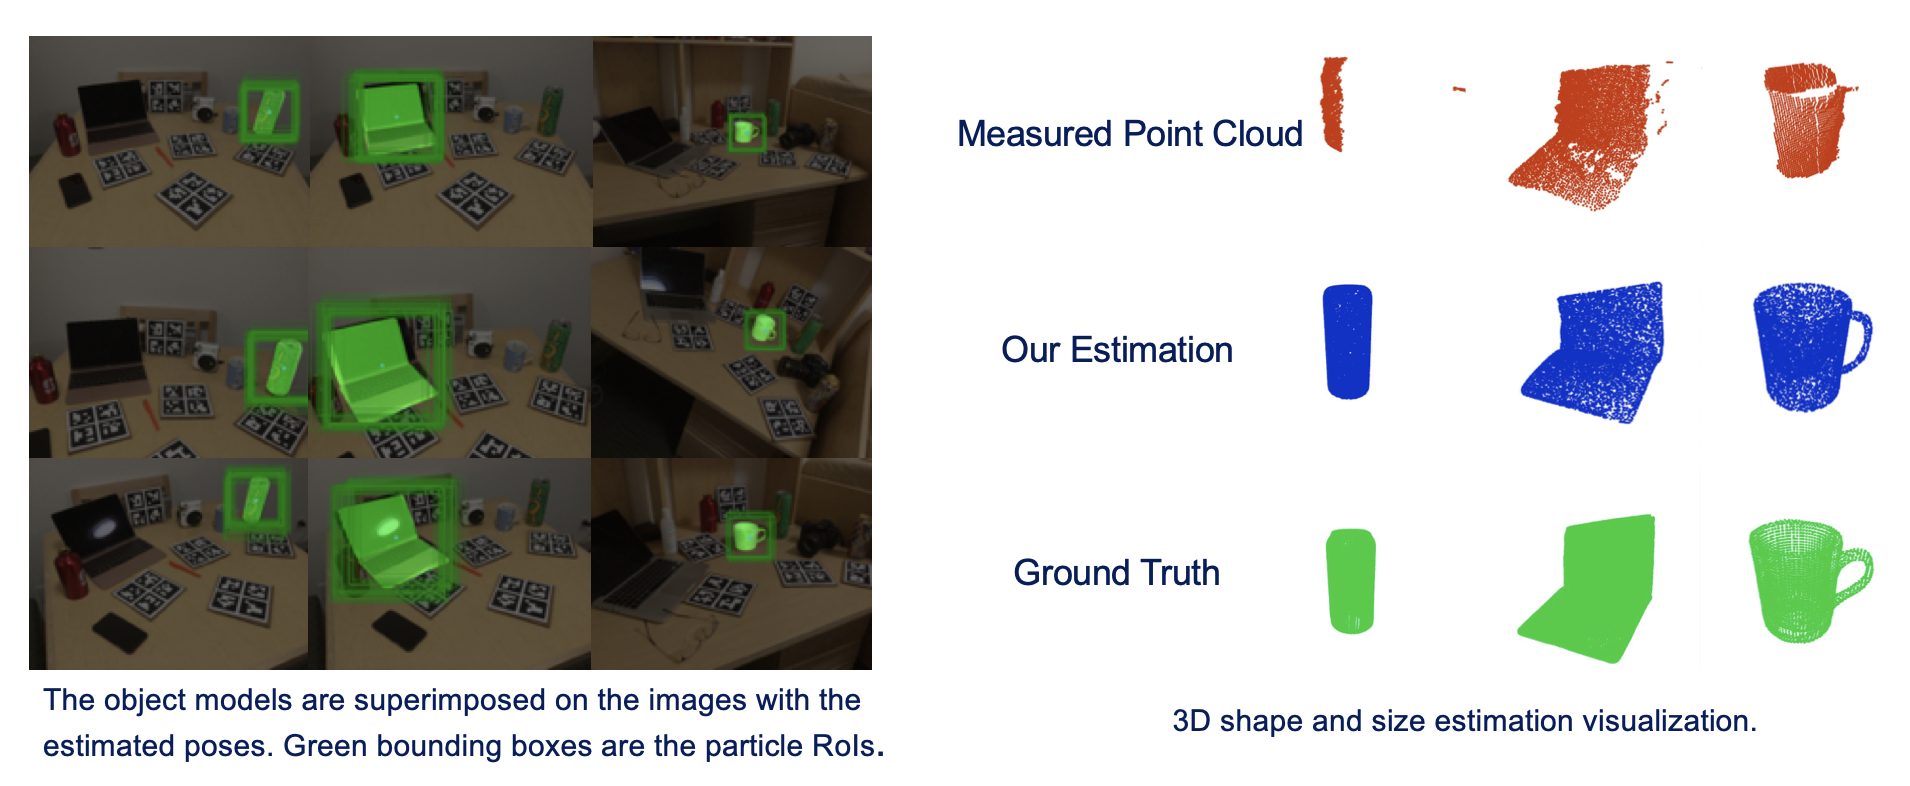 Measured Point Cloud
Our Estimation
Ground Truth
The object models are superimposed on the images with the
estimated poses. Green bounding boxes are the particle RoIs.
3D shape and size estimation visualization.